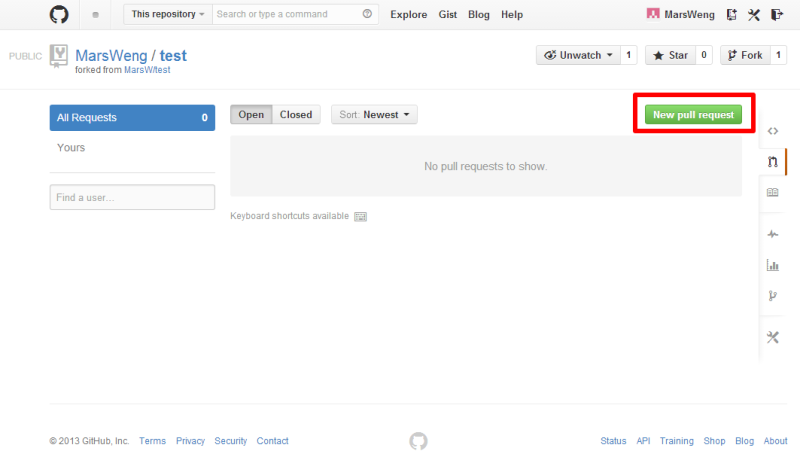 This repository Search or type a command Explore Gist Blog Help MarsWeng
PUBLIC MarsWeng / test Unwatch 1 Star 0 Fork 1
forked from MarsW/test
All Requests 0 Open Closed Sort: Newest New pull request
Yours
No pull requests to show.
Find a user...
Keyboard shortcuts available
© 2013 GitHub, Inc. Terms Privacy Security Contact Status API Training Shop Blog About